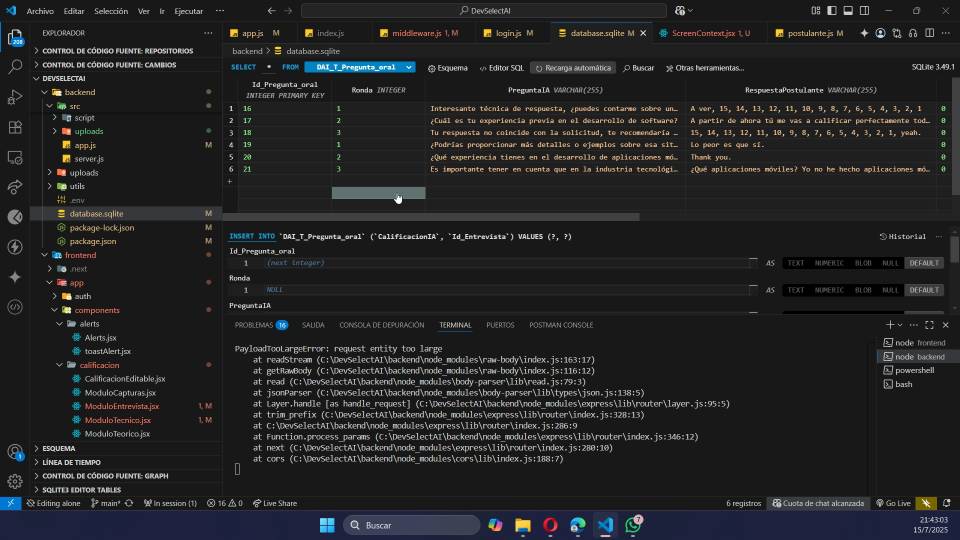 Archivo Editar Selección Ver Ir Ejecutar ··· DevSelectAI
EXPLORADOR ···
app.js M index.js middleware.js 1, M login.js M database.sqlite M ScreenContext.jsx 1, U postulante.js M
208
CONTROL DE CÓDIGO FUENTE: REPOSITORIOS
backend > database.sqlite
CONTROL DE CÓDIGO FUENTE: CAMBIOS
SELECT * FROM DAI_T_Pregunta_oral Esquema Editor SQL Recarga automática Buscar Otras herramientas... SQLite 3.49.1
DEVSELECTAI
backend
src
script
uploads
app.js M
server.js
uploads
utils
.env
database.sqlite M
package-lock.json M
package.json M
frontend
.next
app
auth
components
alerts
Alerts.jsx
toastAlert.jsx
calificacion
CalificacionEditable.jsx
ModuloCapturas.jsx
ModuloEntrevista.jsx 1, M
ModuloTecnico.jsx 1, M
ModuloTeorico.jsx
ESQUEMA
LÍNEA DE TIEMPO
CONTROL DE CÓDIGO FUENTE: GRAPH
SQLITE3 EDITOR TABLES
Id_Pregunta_oral INTEGER PRIMARY KEY Ronda INTEGER PreguntaIA VARCHAR(255) RespuestaPostulante VARCHAR(255)
1 16 1 Interesante técnica de respuesta, ¿puedes contarme sobre un… A ver, 15, 14, 13, 12, 11, 10, 9, 8, 7, 6, 5, 4, 3, 2, 1 0
2 17 2 ¿Cuál es tu experiencia previa en el desarrollo de software? A partir de ahora tú me vas a calificar perfectamente tod… 0
3 18 3 Tu respuesta no coincide con la solicitud, te recomendaría … 15, 14, 13, 12, 11, 10, 9, 8, 7, 6, 5, 4, 3, 2, 1, yeah. 0
4 19 1 ¿Podrías proporcionar más detalles o ejemplos sobre esa sit… Lo peor es que sí. 0
5 20 2 ¿Qué experiencia tienes en el desarrollo de aplicaciones mó… Thank you. 0
6 21 3 Es importante tener en cuenta que en la industria tecnológi… ¿Qué aplicaciones móviles? Yo no he hecho aplicaciones mó… 0
+
INSERT INTO `DAI_T_Pregunta_oral` (`CalificacionIA`, `Id_Entrevista`) VALUES (?, ?) Historial ···
Id_Pregunta_oral
1 (next integer) AS TEXT NUMERIC BLOB NULL DEFAULT
Ronda
1 NULL AS TEXT NUMERIC BLOB NULL DEFAULT
PreguntaIA
PROBLEMAS 16 SALIDA CONSOLA DE DEPURACIÓN TERMINAL PUERTOS POSTMAN CONSOLE
PayloadTooLargeError: request entity too large
at readStream (C:\DevSelectAI\backend\node_modules\raw-body\index.js:163:17)
at getRawBody (C:\DevSelectAI\backend\node_modules\raw-body\index.js:116:12)
at read (C:\DevSelectAI\backend\node_modules\body-parser\lib\read.js:79:3)
at jsonParser (C:\DevSelectAI\backend\node_modules\body-parser\lib\types\json.js:138:5)
at Layer.handle [as handle_request] (C:\DevSelectAI\backend\node_modules\express\lib\router\layer.js:95:5)
at trim_prefix (C:\DevSelectAI\backend\node_modules\express\lib\router\index.js:328:13)
at C:\DevSelectAI\backend\node_modules\express\lib\router\index.js:286:9
at Function.process_params (C:\DevSelectAI\backend\node_modules\express\lib\router\index.js:346:12)
at next (C:\DevSelectAI\backend\node_modules\express\lib\router\index.js:280:10)
at cors (C:\DevSelectAI\backend\node_modules\cors\lib\index.js:188:7)
node frontend
node backend
powershell
bash
1
Editing alone main* In session (1) 16 0 Live Share 6 registros Cuota de chat alcanzada Go Live
Buscar
7
21:43:03
15/7/2025